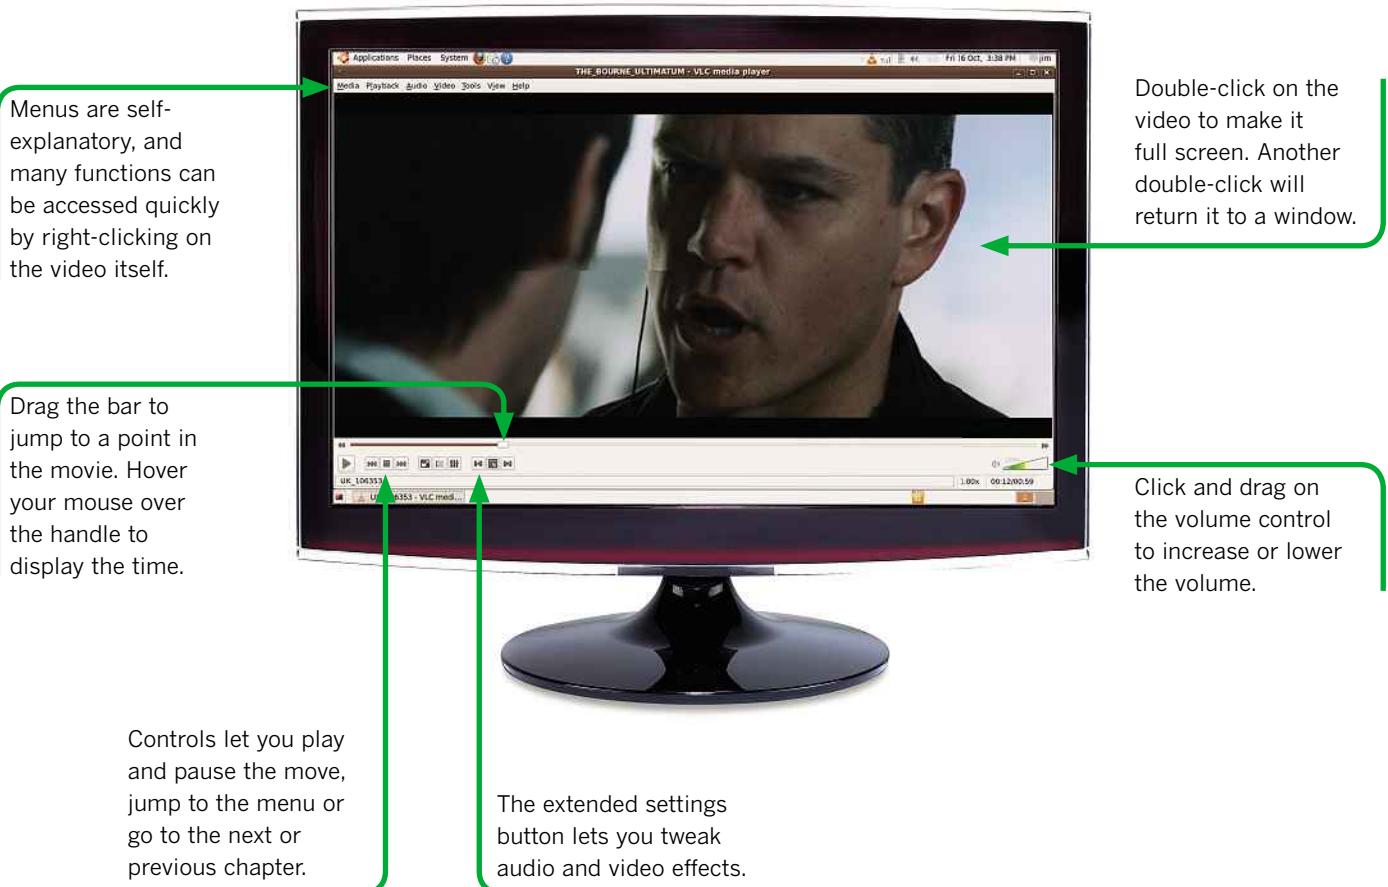 Applications Places System
Fri 16 Oct, 3:38 PM jim
THE_BOURNE_ULTIMATUM - VLC media player
Media Playback Audio Video Tools View Help
Menus are self-
explanatory, and
many functions can
be accessed quickly
by right-clicking on
the video itself.
Double-click on the
video to make it
full screen. Another
double-click will
return it to a window.
Drag the bar to
jump to a point in
the movie. Hover
your mouse over
the handle to
display the time.
UK_106353
1.00x 00:12/00:59
6353 - VLC medi...
Click and drag on
the volume control
to increase or lower
the volume.
Controls let you play
and pause the move,
jump to the menu or
go to the next or
previous chapter.
The extended settings
button lets you tweak
audio and video effects.